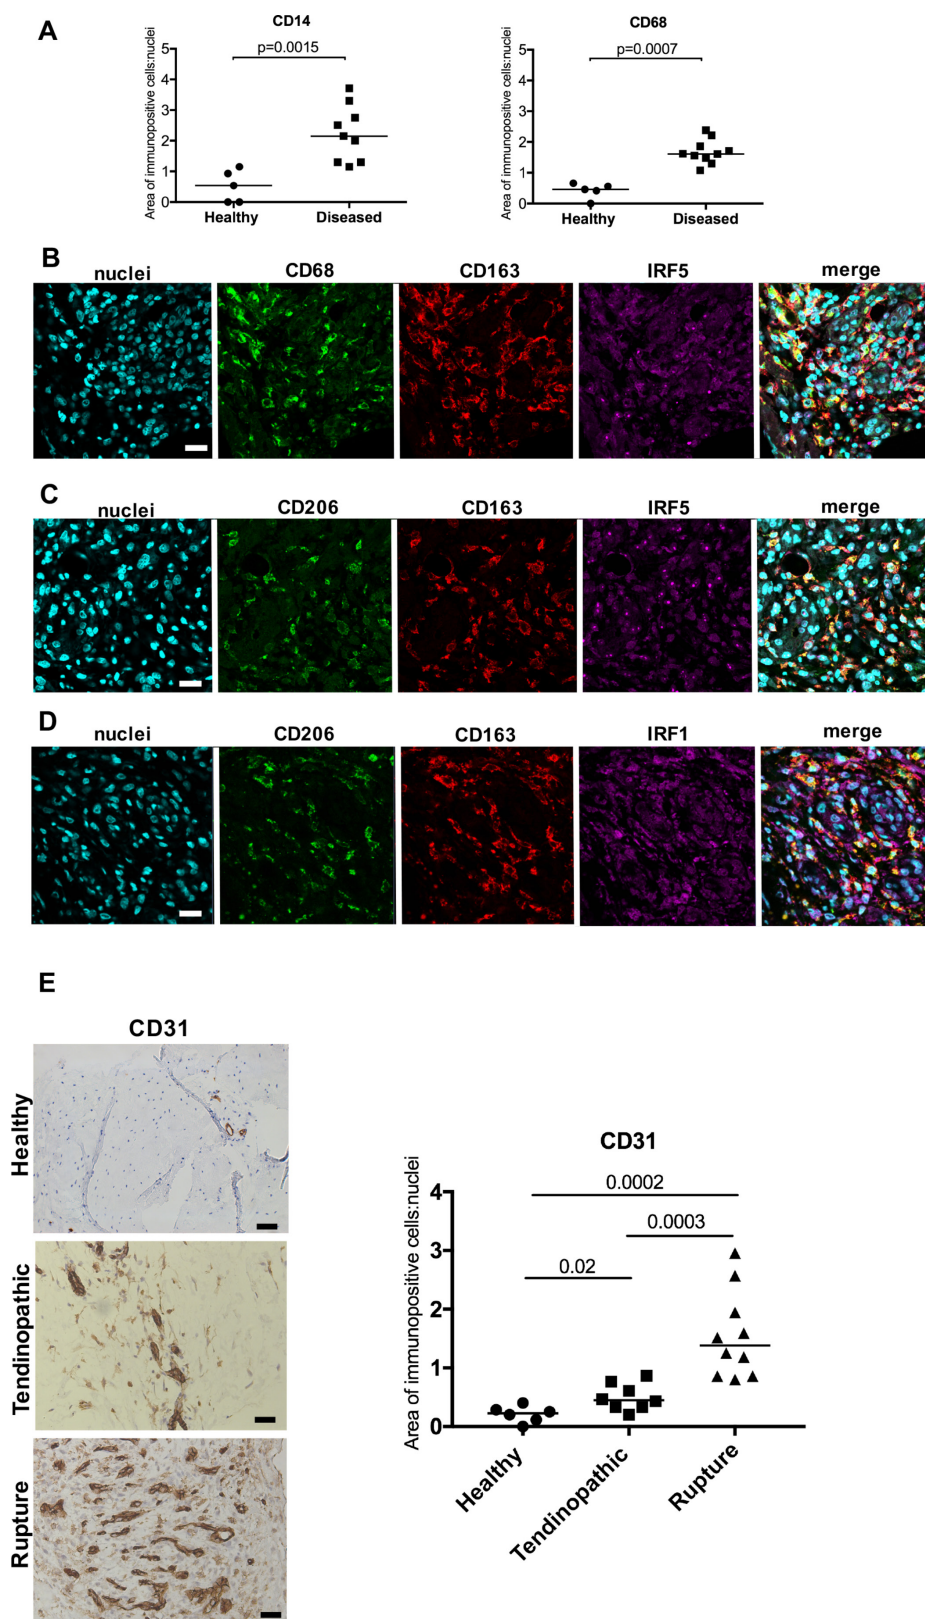 A
CD14
Area of immunopositive cells:nuclei
5
4
3
2
1
0
p=0.0015
Healthy
Diseased
CD68
Area of immunopositive cells:nuclei
5
4
3
2
1
0
p=0.0007
Healthy
Diseased
B
nuclei CD68 CD163 IRF5 merge
C
nuclei CD206 CD163 IRF5 merge
D
nuclei CD206 CD163 IRF1 merge
E
CD31
Healthy
Tendinopathic
Rupture
CD31
Area of immunopositive cells:nuclei
4
3
2
1
0
0.0002
0.0003
0.02
Healthy
Tendinopathic
Rupture